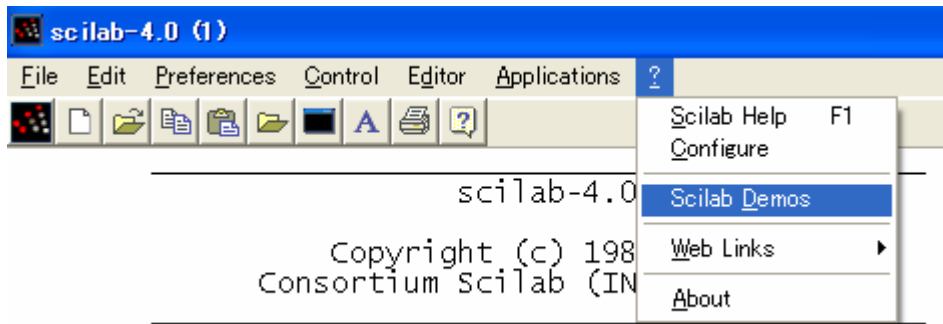 scilab-4.0 (1)
File Edit Preferences Control Editor Applications ?
A ?
Scilab Help F1
Configure
Scilab Demos
Web Links
About
scilab-4.0
Copyright (c) 198
Consortium Scilab (IN